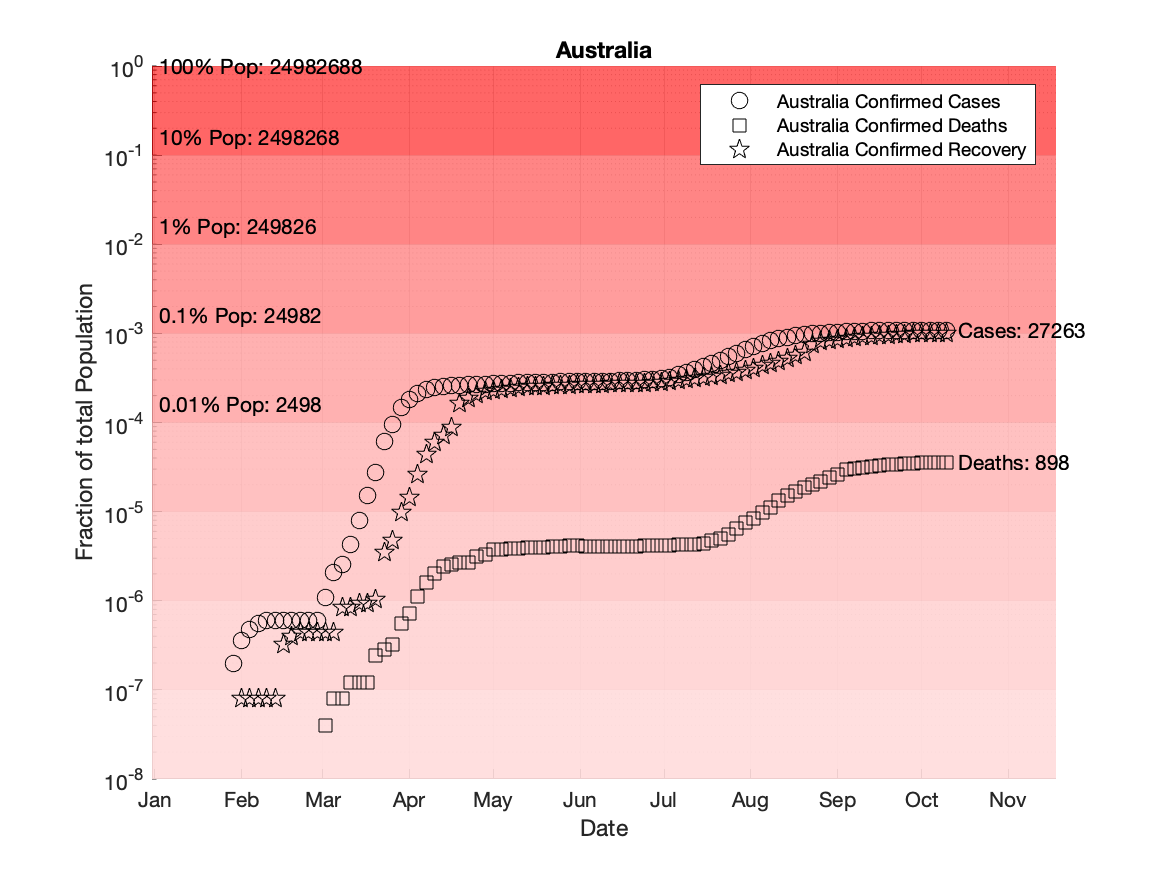 Australia
10^0
10^-1
10^-2
10^-3
10^-4
10^-5
10^-6
10^-7
10^-8
Fraction of total Population
100% Pop: 24982688
10% Pop: 2498268
1% Pop: 249826
0.1% Pop: 24982
0.01% Pop: 2498
Australia Confirmed Cases
Australia Confirmed Deaths
Australia Confirmed Recovery
Cases: 27263
Deaths: 898
Jan Feb Mar Apr May Jun Jul Aug Sep Oct Nov
Date